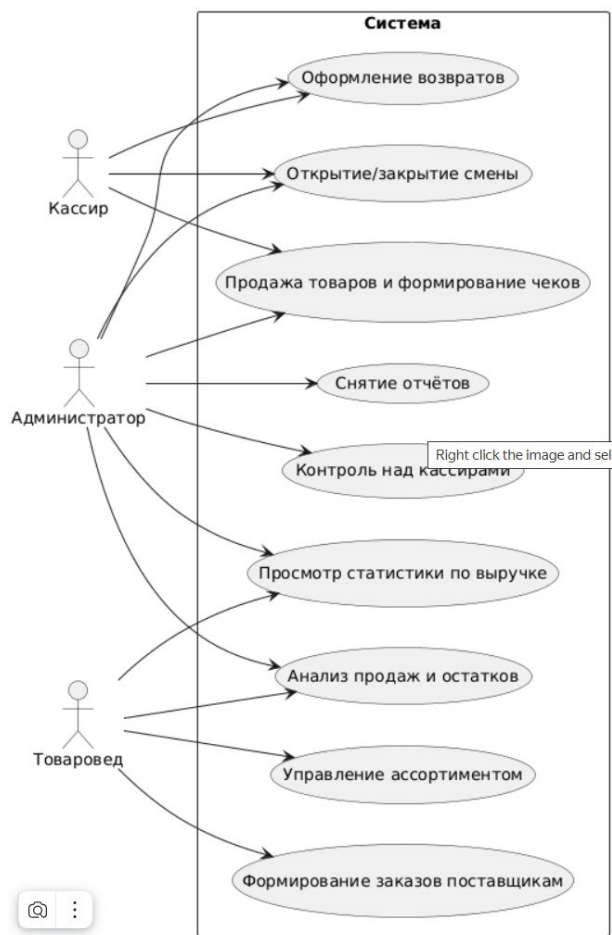 Система
Оформление возвратов
Открытие/закрытие смены
Кассир
Продажа товаров и формирование чеков
Снятие отчётов
Администратор
Right click the image and sel
Контроль над кассирами
Просмотр статистики по выручке
Анализ продаж и остатков
Товаровед
Управление ассортиментом
Формирование заказов поставщикам